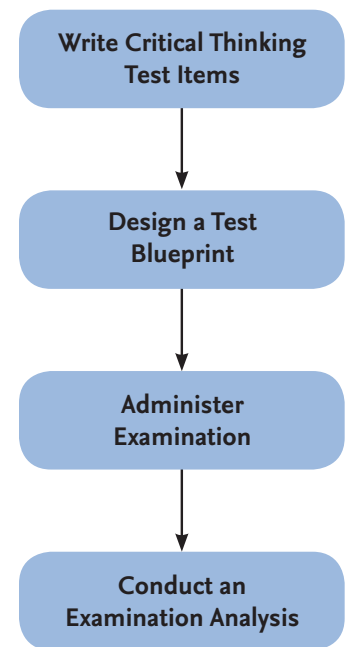 Write Critical Thinking
Test Items
Design a Test
Blueprint
Administer
Examination
Conduct an
Examination Analysis